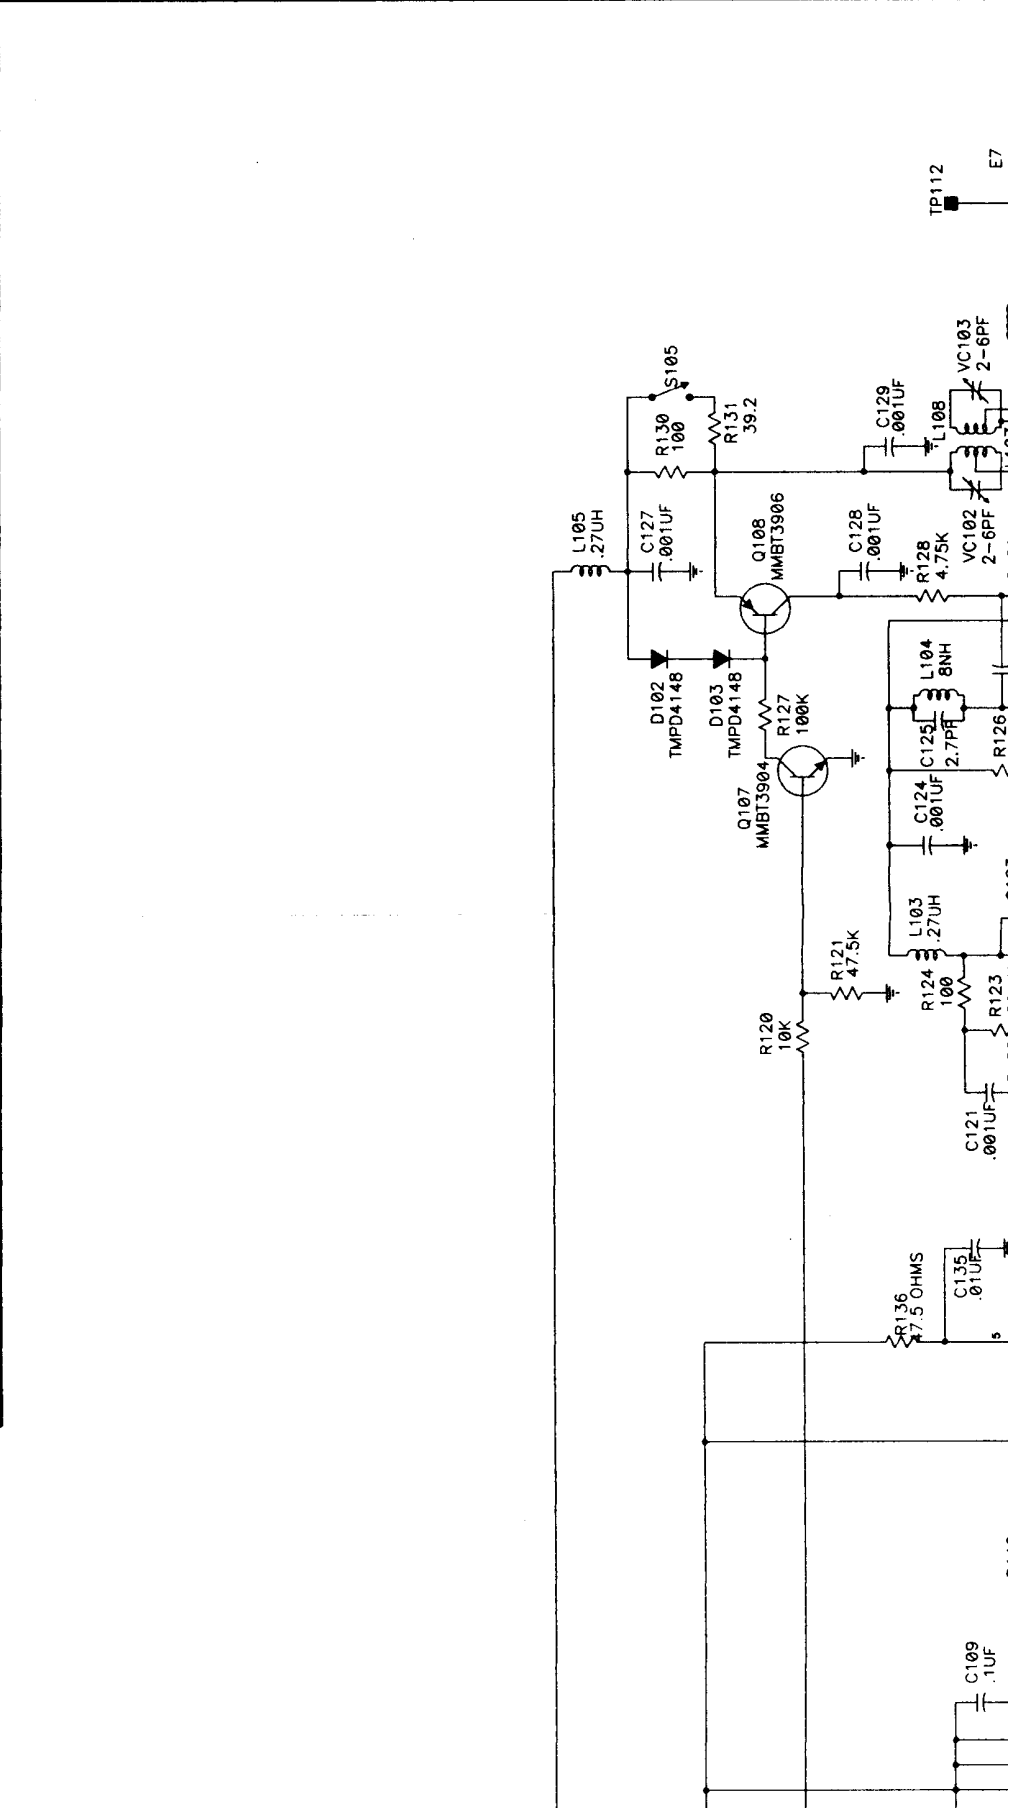 E7
TP112
VC103
2-6PF
S105
C129
.001UF
L108
R130
100
R131
39.2
L105
.27UH
C127
.001UF
Q108
MMBT3906
C128
.001UF
VC102
2-6PF
R128
4.75K
L104
8NH
D102
TMPD4148
D103
TMPD4148
R127
100K
C125
2.7PF
R126
Q107
MMBT3904
C124
.001UF
L103
.27UH
R121
47.5K
R124
100
R123
R120
10K
C121
.001UF
C135
.01UF
R136
47.5 OHMS
5
C109
.1UF